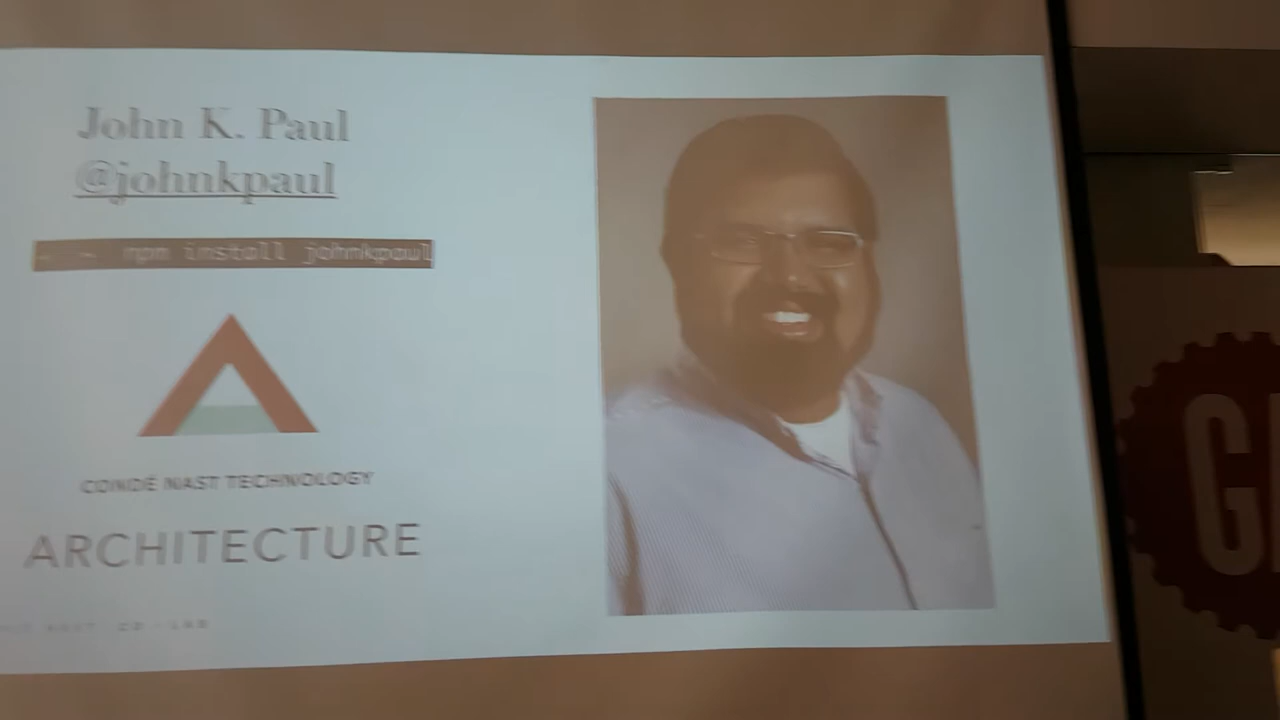 John K. Paul
@johnkpaul
npm install johnkpaul
CONDÉ NAST TECHNOLOGY
ARCHITECTURE
G